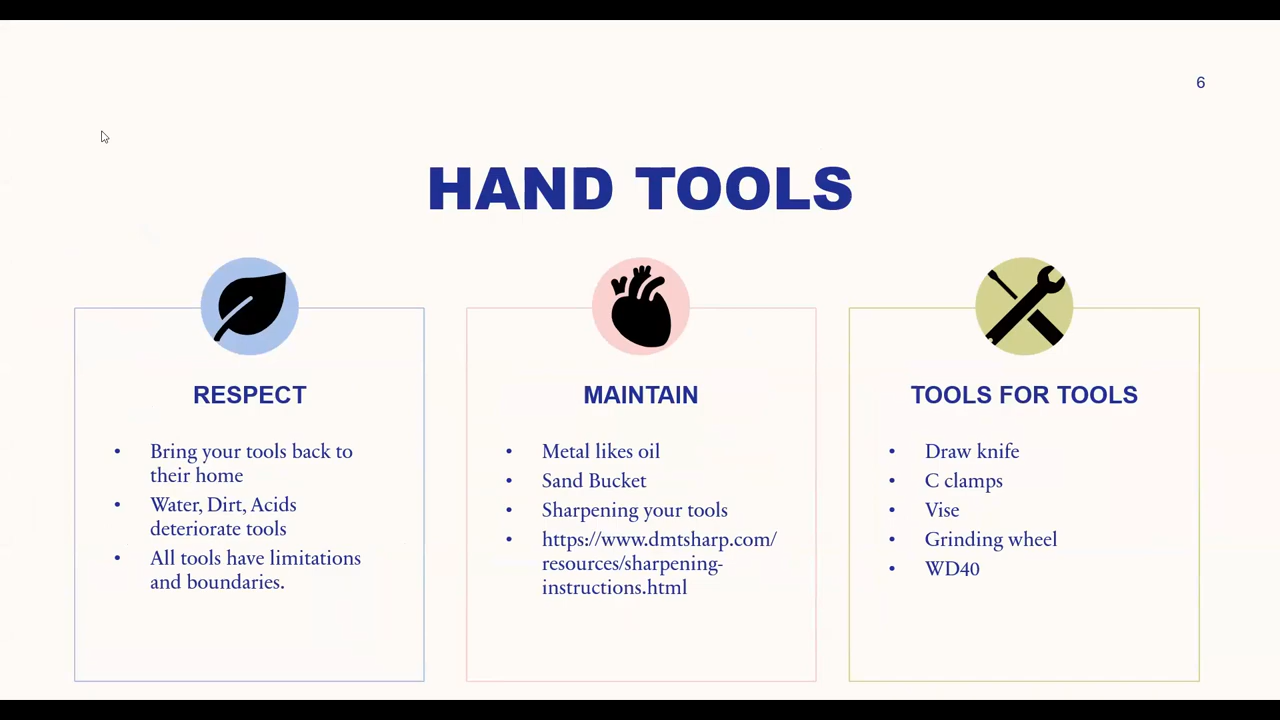 6
HAND TOOLS
RESPECT
• Bring your tools back to
their home
• Water, Dirt, Acids
deteriorate tools
• All tools have limitations
and boundaries.
MAINTAIN
• Metal likes oil
• Sand Bucket
• Sharpening your tools
• https://www.dmtsharp.com/
resources/sharpening-
instructions.html
TOOLS FOR TOOLS
• Draw knife
• C clamps
• Vise
• Grinding wheel
• WD40